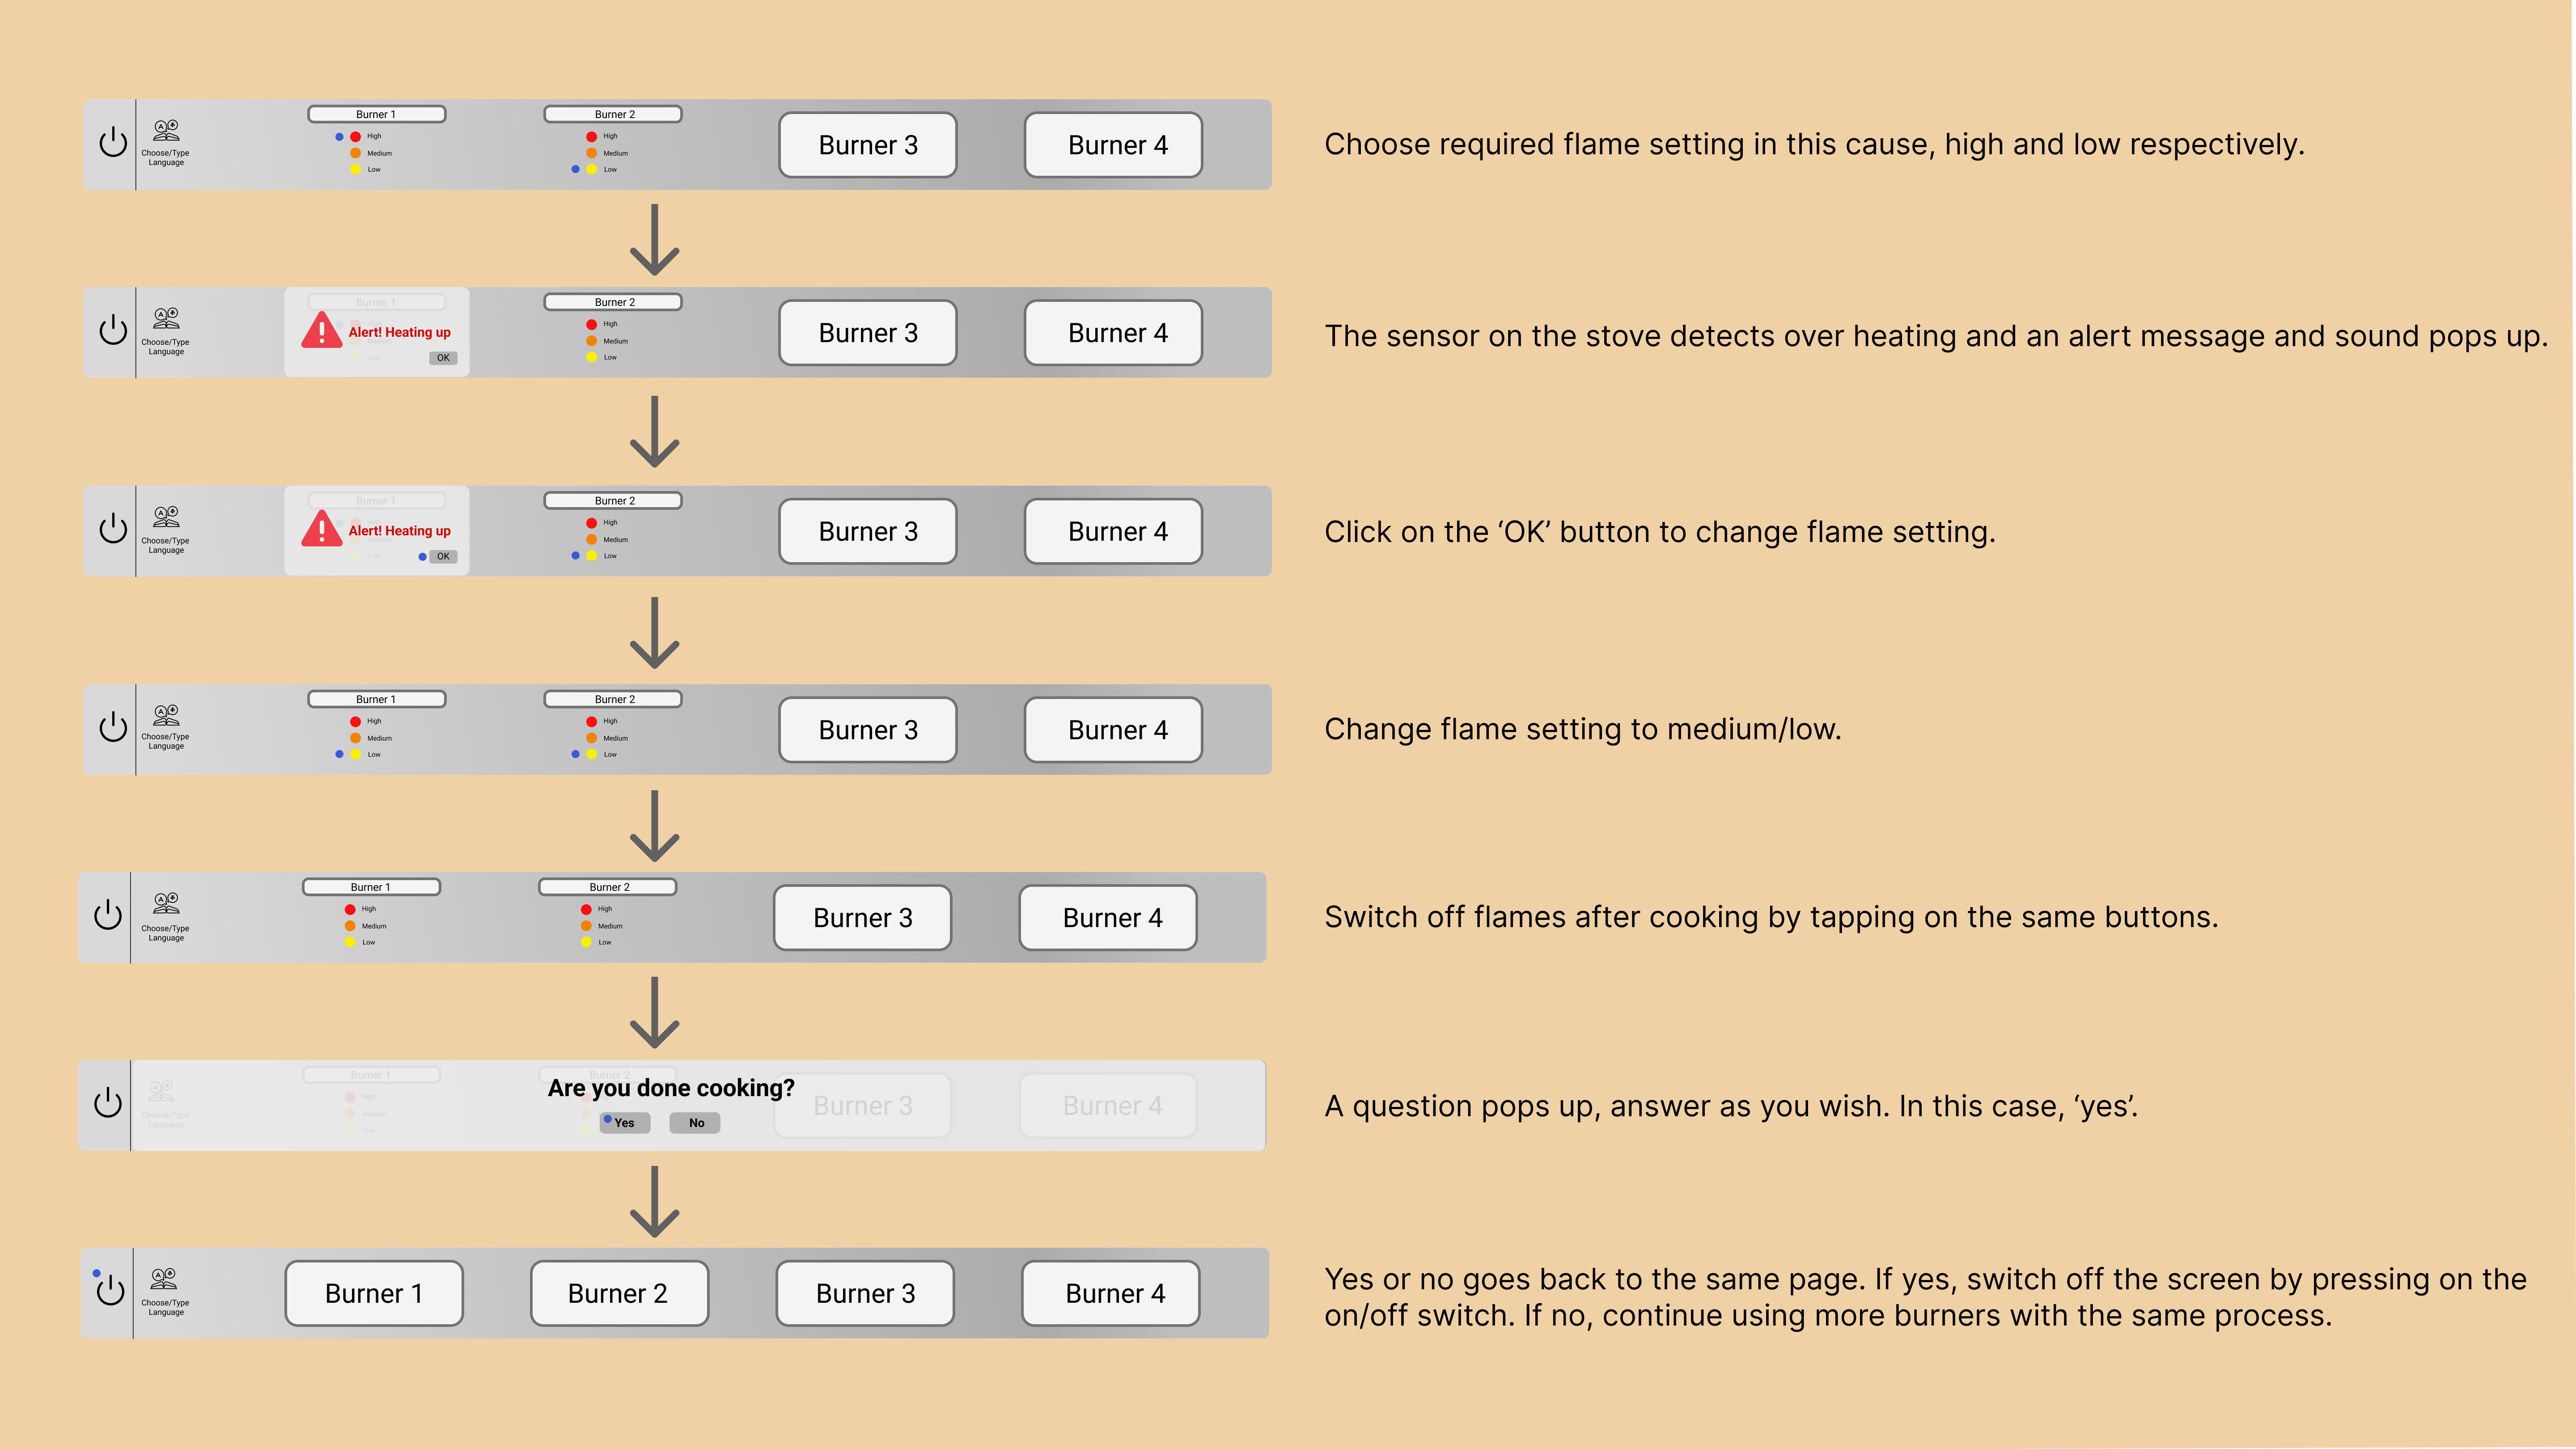 Burner 1
Burner 2
Burner 3
Burner 4
Choose/Type
Language
High
Medium
Low
High
Medium
Low
Choose required flame setting in this cause, high and low respectively.
Burner 1
Burner 2
Burner 3
Burner 4
Choose/Type
Language
Alert! Heating up
Medium
Low
OK
High
Medium
Low
The sensor on the stove detects over heating and an alert message and sound pops up.
Burner 1
Burner 2
Burner 3
Burner 4
Choose/Type
Language
Alert! Heating up
Medium
Low
OK
High
Medium
Low
Click on the ‘OK’ button to change flame setting.
Burner 1
Burner 2
Burner 3
Burner 4
Choose/Type
Language
High
Medium
Low
High
Medium
Low
Change flame setting to medium/low.
Burner 1
Burner 2
Burner 3
Burner 4
Choose/Type
Language
High
Medium
Low
High
Medium
Low
Switch off flames after cooking by tapping on the same buttons.
Burner 1
Burner 2
Burner 3
Burner 4
Choose/Type
Language
High
Medium
Low
Are you done cooking?
Yes
No
A question pops up, answer as you wish. In this case, ‘yes’.
Burner 1
Burner 2
Burner 3
Burner 4
Choose/Type
Language
Yes or no goes back to the same page. If yes, switch off the screen by pressing on the
on/off switch. If no, continue using more burners with the same process.